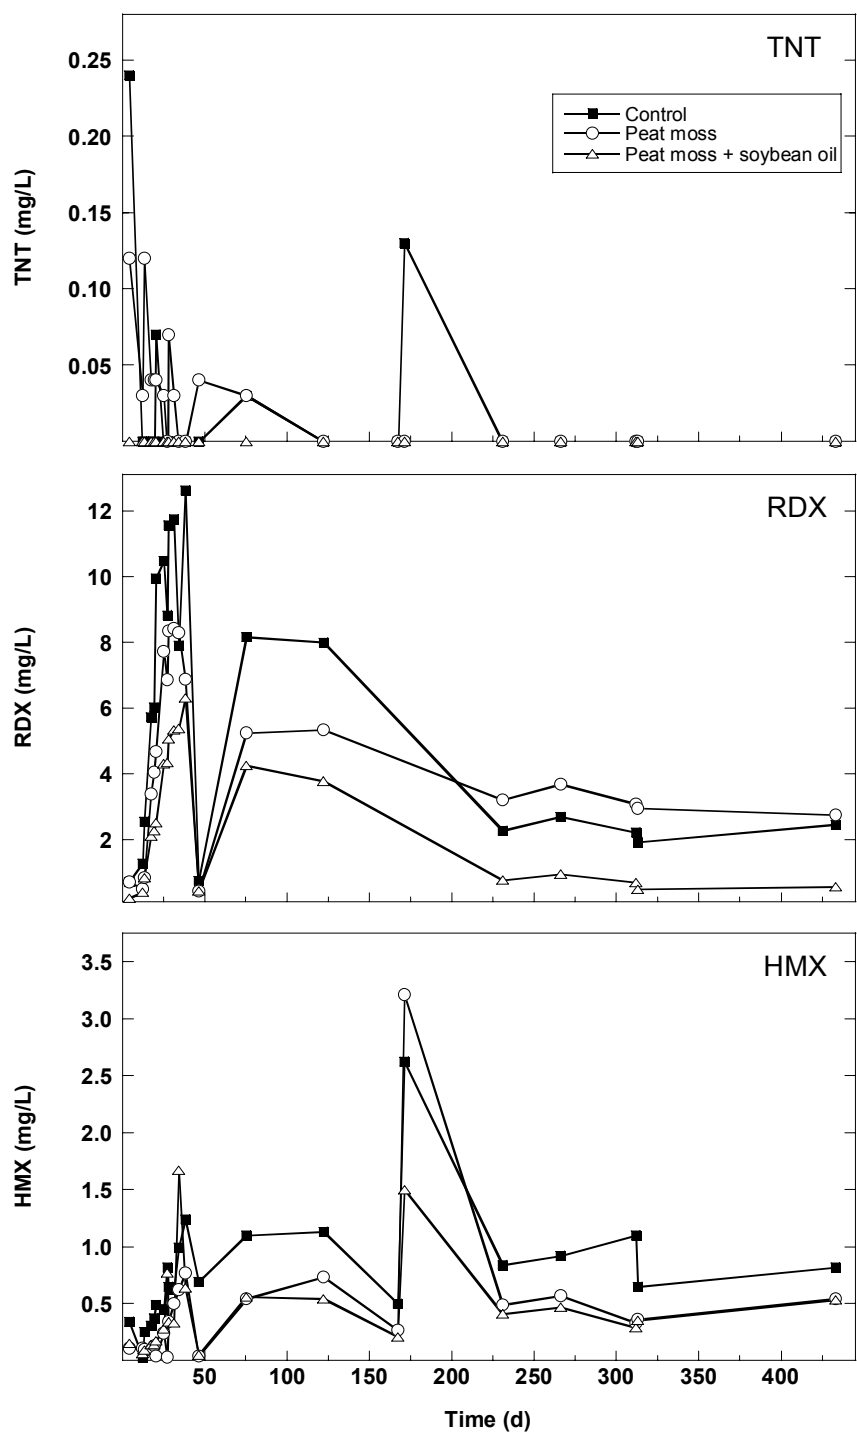 TNT
0.25
0.20
0.15
0.10
0.05
TNT (mg/L)
Control
Peat moss
Peat moss + soybean oil
RDX
12
10
8
6
4
2
RDX (mg/L)
HMX
3.5
3.0
2.5
2.0
1.5
1.0
0.5
HMX (mg/L)
50 100 150 200 250 300 350 400
Time (d)